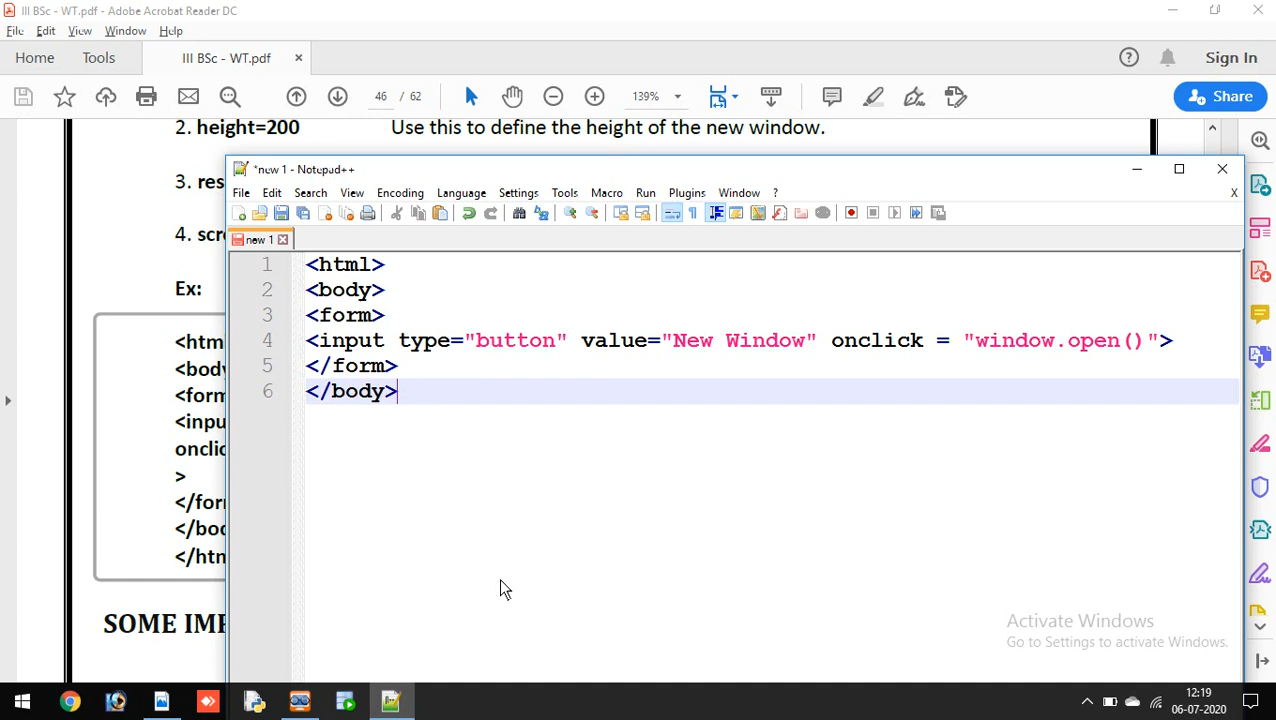 III BSc - WT.pdf - Adobe Acrobat Reader DC
File Edit View Window Help
Home Tools III BSc - WT.pdf × Sign In
46 / 62 139% Share
2. height=200 Use this to define the height of the new window.
*new 1 - Notepad++
3. res
File Edit Search View Encoding Language Settings Tools Macro Run Plugins Window ? X
4. scr
new 1
1 <html>
2 <body>
3 <form>
4 <input type="button" value="New Window" onclick = "window.open()">
5 </form>
6 </body>
Ex:
<htm
<body
<form
<inpu
onclic
>
</for
</boo
</htn
SOME IMP
Activate Windows
Go to Settings to activate Windows.
12:19
06-07-2020